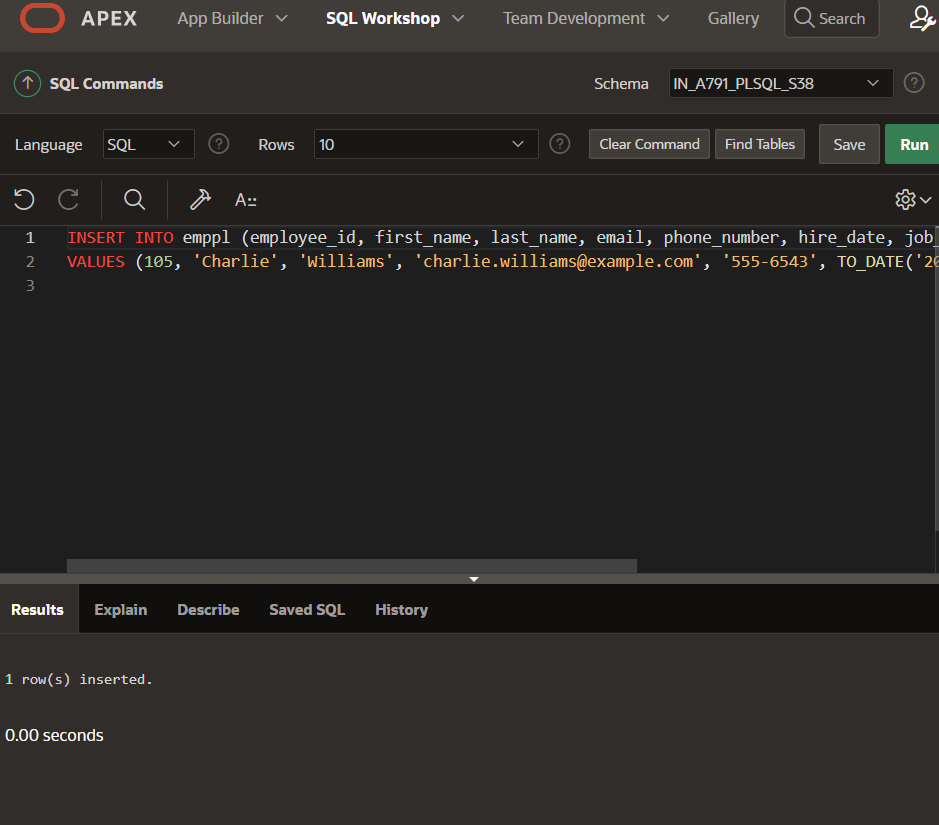 APEX App Builder SQL Workshop Team Development Gallery Search
SQL Commands Schema IN_A791_PLSQL_S38 ?
Language SQL ? Rows 10 ? Clear Command Find Tables Save Run
A::
1 INSERT INTO emppl (employee_id, first_name, last_name, email, phone_number, hire_date, job
2 VALUES (105, 'Charlie', 'Williams', 'charlie.williams@example.com', '555-6543', TO_DATE('20
3
Results Explain Describe Saved SQL History
1 row(s) inserted.
0.00 seconds